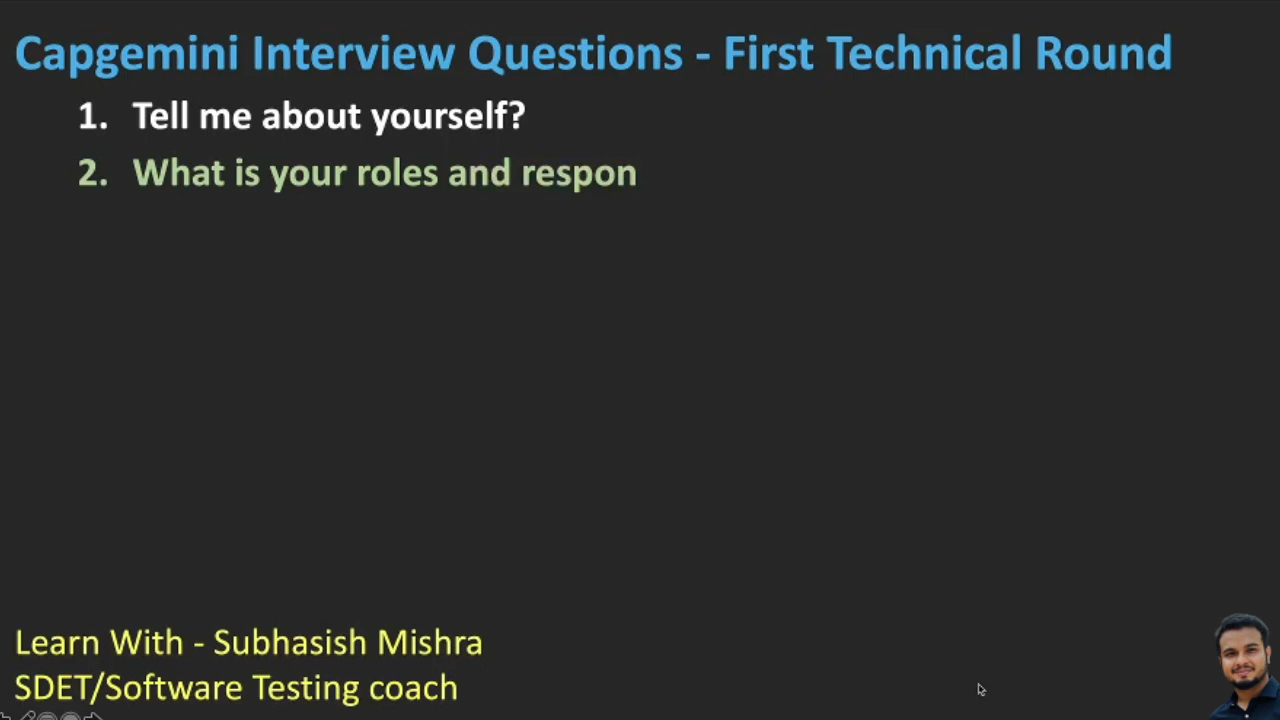 Capgemini Interview Questions - First Technical Round
1. Tell me about yourself?
2. What is your roles and respon
Learn With - Subhasish Mishra
SDET/Software Testing coach